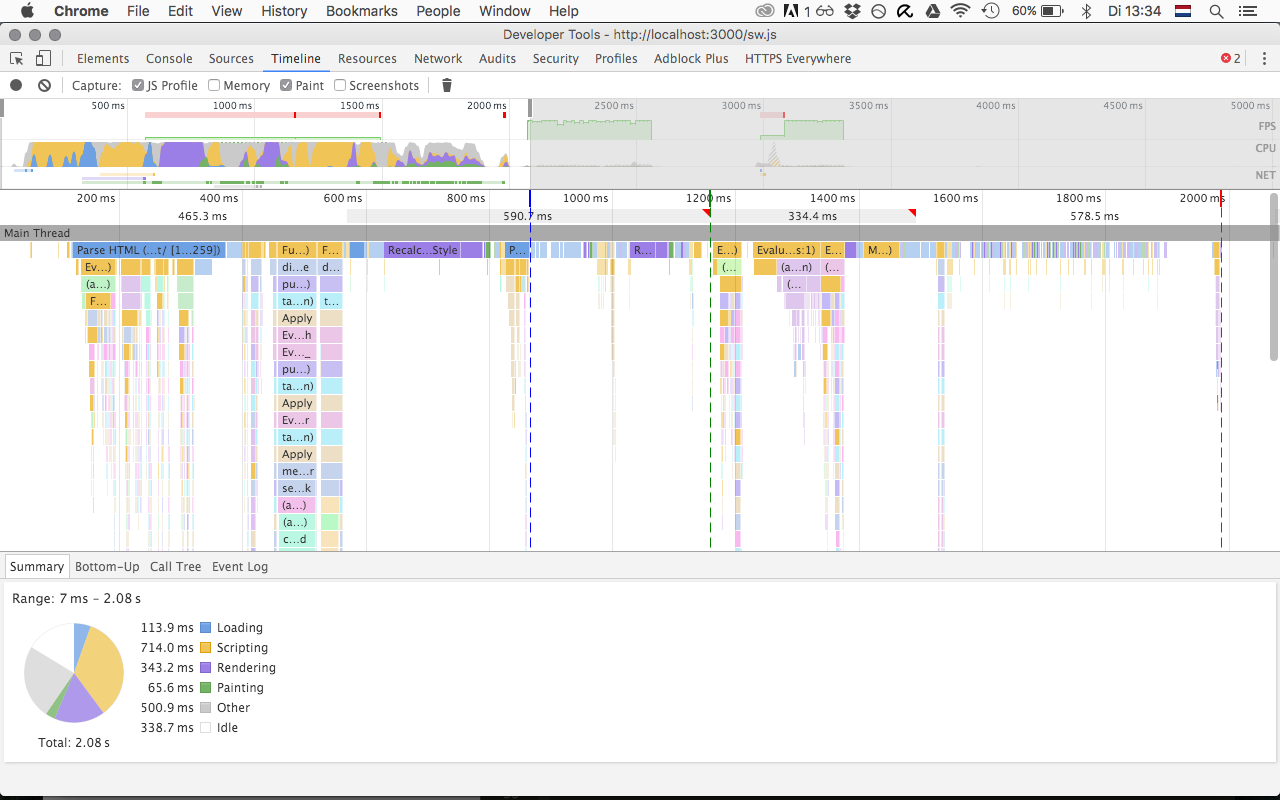 Chrome File Edit View History Bookmarks People Window Help 1 60% Di 13:34
Developer Tools - http://localhost:3000/sw.js
Elements Console Sources Timeline Resources Network Audits Security Profiles Adblock Plus HTTPS Everywhere 2
Capture: JS Profile Memory Paint Screenshots
500 ms 1000 ms 1500 ms 2000 ms 2500 ms 3000 ms 3500 ms 4000 ms 4500 ms 5000 ms
FPS
CPU
NET
200 ms 400 ms 600 ms 800 ms 1000 ms 1200 ms 1400 ms 1600 ms 1800 ms 2000 ms
465.3 ms 590.7 ms 334.4 ms 578.5 ms
Main Thread
Parse HTML (…t/ [1…259]) Fu…) F… Recalc…Style P… R… E…) Evalu…s:1) E… M…)
Ev…) di…e d… (… (a…n) (…
(a…) pu…) (…
F… ta…n) t…
Apply
Ev…h
Ev…_
pu…)
ta…n)
Apply
Ev…r
ta…n)
Apply
me…r
se…k
(a…)
(a…)
c…d
Summary Bottom-Up Call Tree Event Log
Range: 7 ms – 2.08 s
113.9 ms Loading
714.0 ms Scripting
343.2 ms Rendering
65.6 ms Painting
500.9 ms Other
338.7 ms Idle
Total: 2.08 s